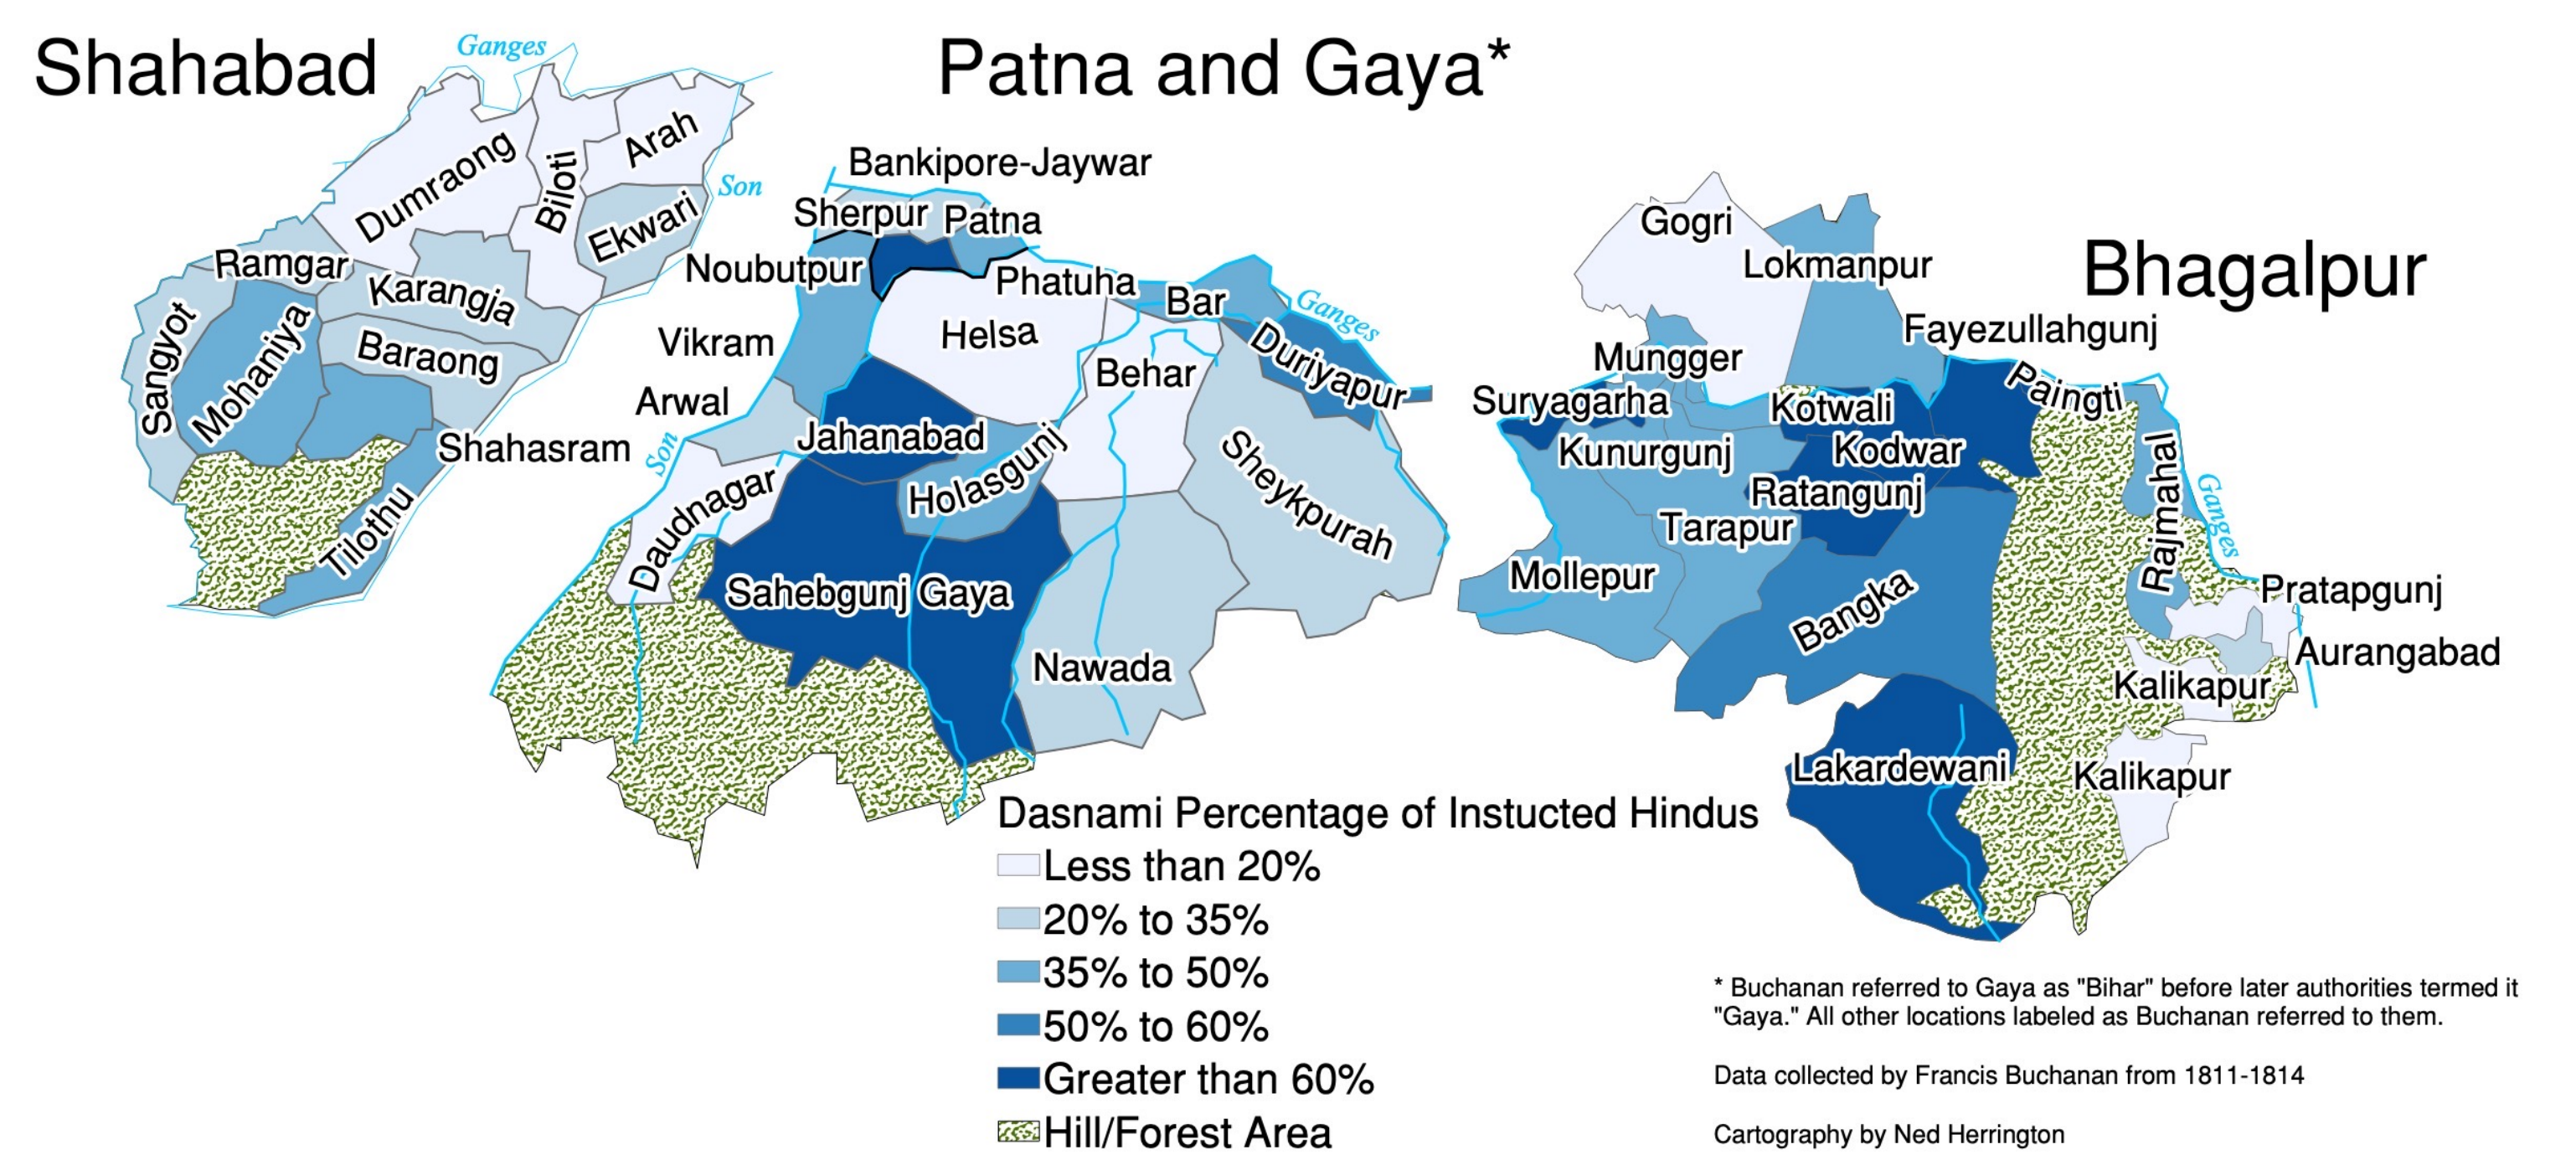 Shahabad
Ganges
Patna and Gaya*
Dumraong
Biloti
Arah
Son
Ekwari
Ramgar
Karangja
Sangyot
Mohaniya
Baraong
Shahasram
Tilothu
Bankipore-Jaywar
Sherpur
Patna
Noubutpur
Phatuha
Bar
Ganges
Helsa
Vikram
Behar
Duriyapur
Arwal
Jahanabad
Son
Holasgunj
Sheykpurah
Daudnagar
Sahebgunj Gaya
Nawada
Bhagalpur
Gogri
Lokmanpur
Fayezullahgunj
Mungger
Paingti
Suryagarha
Kotwali
Kunurgunj
Kodwar
Ratangunj
Rajmahal
Ganges
Tarapur
Mollepur
Bangka
Pratapgunj
Aurangabad
Kalikapur
Lakardewani
Kalikapur
Dasnami Percentage of Instucted Hindus
Less than 20%
20% to 35%
35% to 50%
50% to 60%
Greater than 60%
Hill/Forest Area
* Buchanan referred to Gaya as "Bihar" before later authorities termed it
"Gaya." All other locations labeled as Buchanan referred to them.
Data collected by Francis Buchanan from 1811-1814
Cartography by Ned Herrington